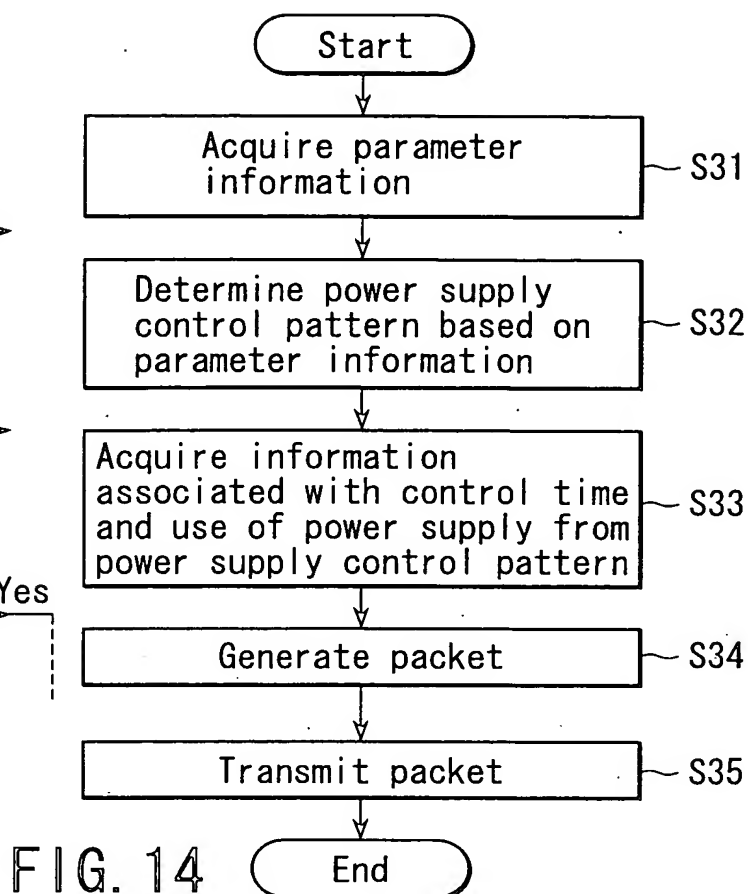 Start
Acquire parameter
information
S31
Determine power supply
control pattern based on
parameter information
S32
Acquire information
associated with control time
and use of power supply from
power supply control pattern
S33
Yes
Generate packet
S34
Transmit packet
S35
End
FIG. 14